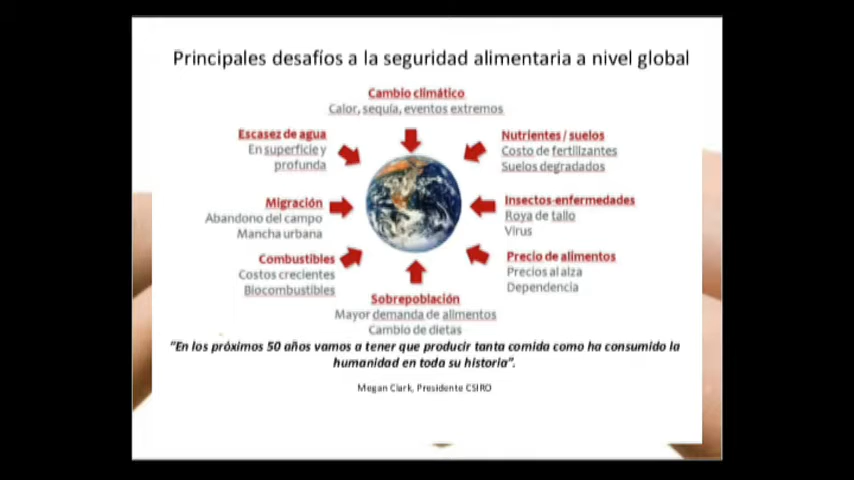 Principales desafíos a la seguridad alimentaria a nivel global
Cambio climático
Calor, sequía, eventos extremos
Escasez de agua
En superficie y
profunda
Nutrientes / suelos
Costo de fertilizantes
Suelos degradados
Migración
Abandono del campo
Mancha urbana
Insectos-enfermedades
Roya de tallo
Virus
Combustibles
Costos crecientes
Biocombustibles
Precio de alimentos
Precios al alza
Dependencia
Sobrepoblación
Mayor demanda de alimentos
Cambio de dietas
"En los próximos 50 años vamos a tener que producir tanta comida como ha consumido la
humanidad en toda su historia".
Megan Clark, Presidente CSIRO